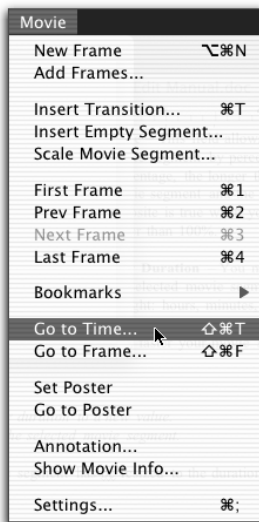 Movie
New Frame ⌥⌘N
Add Frames...
Insert Transition... ⌘T
Insert Empty Segment...
Scale Movie Segment...
First Frame ⌘1
Prev Frame ⌘2
Next Frame ⌘3
Last Frame ⌘4
Bookmarks ▶
Go to Time... ⇧⌘T
Go to Frame... ⇧⌘F
Set Poster
Go to Poster
Annotation...
Show Movie Info...
Settings... ⌘;